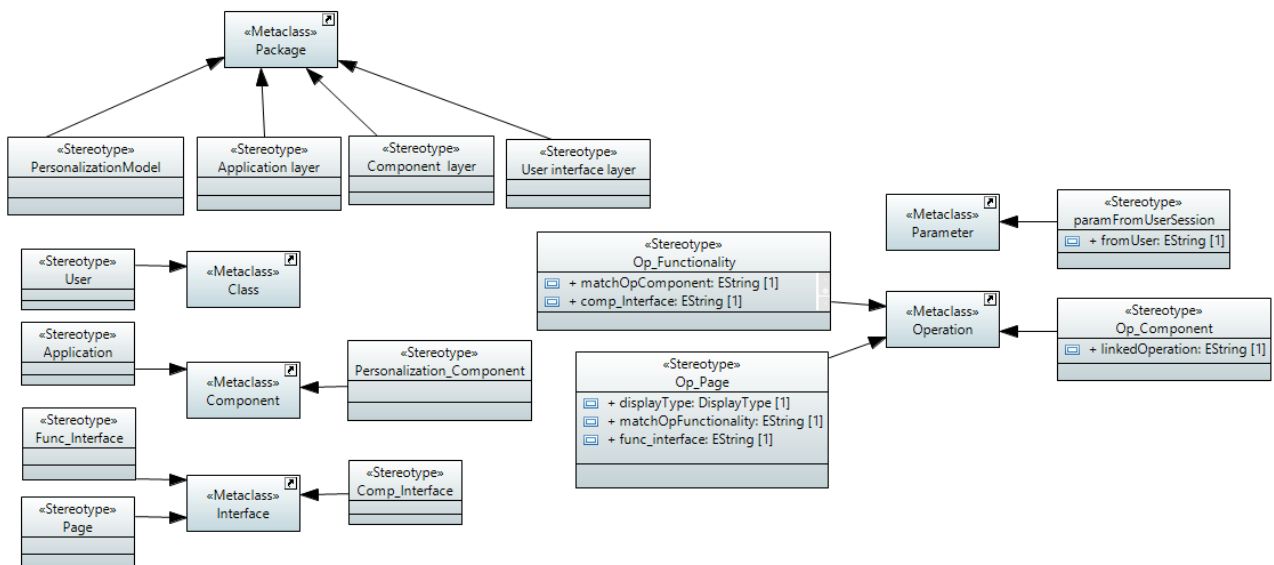 «Metaclass»
Package
«Stereotype»
PersonalizationModel
«Stereotype»
Application layer
«Stereotype»
Component layer
«Stereotype»
User interface layer
«Stereotype»
User
«Metaclass»
Class
«Stereotype»
Application
«Metaclass»
Component
«Stereotype»
Personalization_Component
«Stereotype»
Func_Interface
«Stereotype»
Page
«Metaclass»
Interface
«Stereotype»
Comp_Interface
«Stereotype»
Op_Functionality
+ matchOpComponent: EString [1]
+ comp_Interface: EString [1]
«Stereotype»
Op_Page
+ displayType: DisplayType [1]
+ matchOpFunctionality: EString [1]
+ func_interface: EString [1]
«Metaclass»
Parameter
«Stereotype»
paramFromUserSession
+ fromUser: EString [1]
«Metaclass»
Operation
«Stereotype»
Op_Component
+ linkedOperation: EString [1]